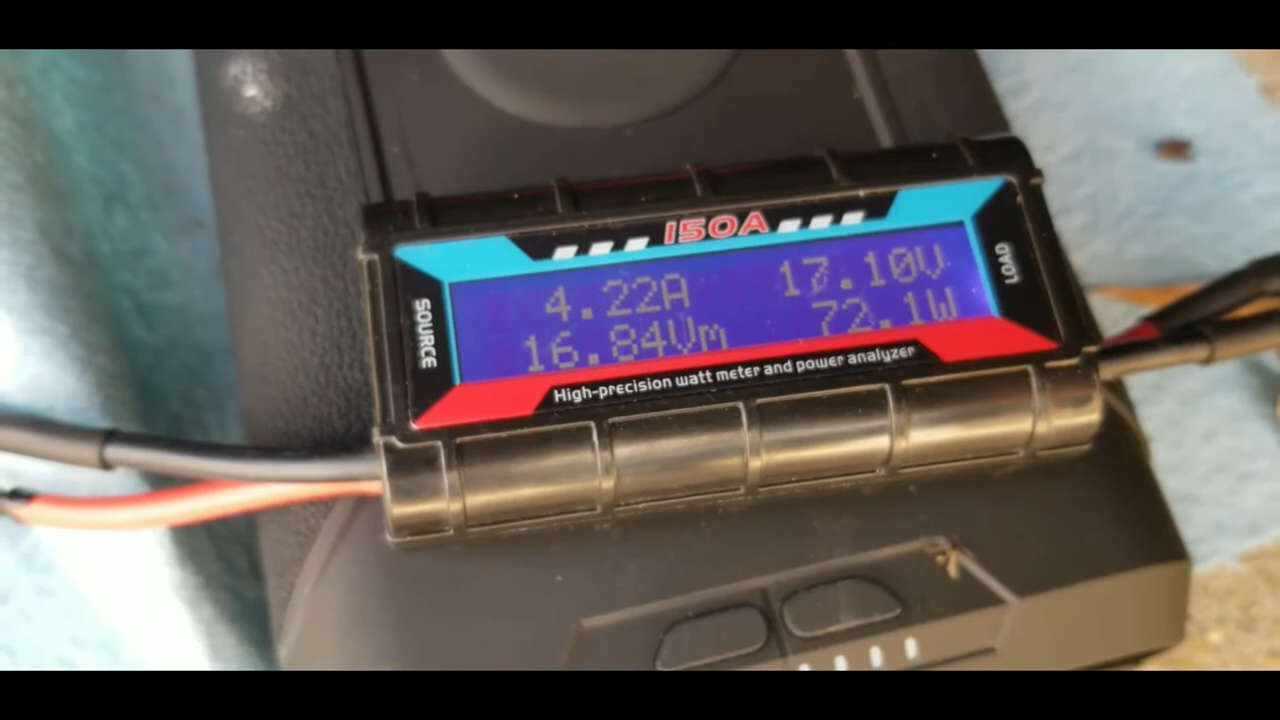 150A
SOURCE
4.22A 17.10V
16.84Vm 72.1W
LOAD
High-precision watt meter and power analyzer